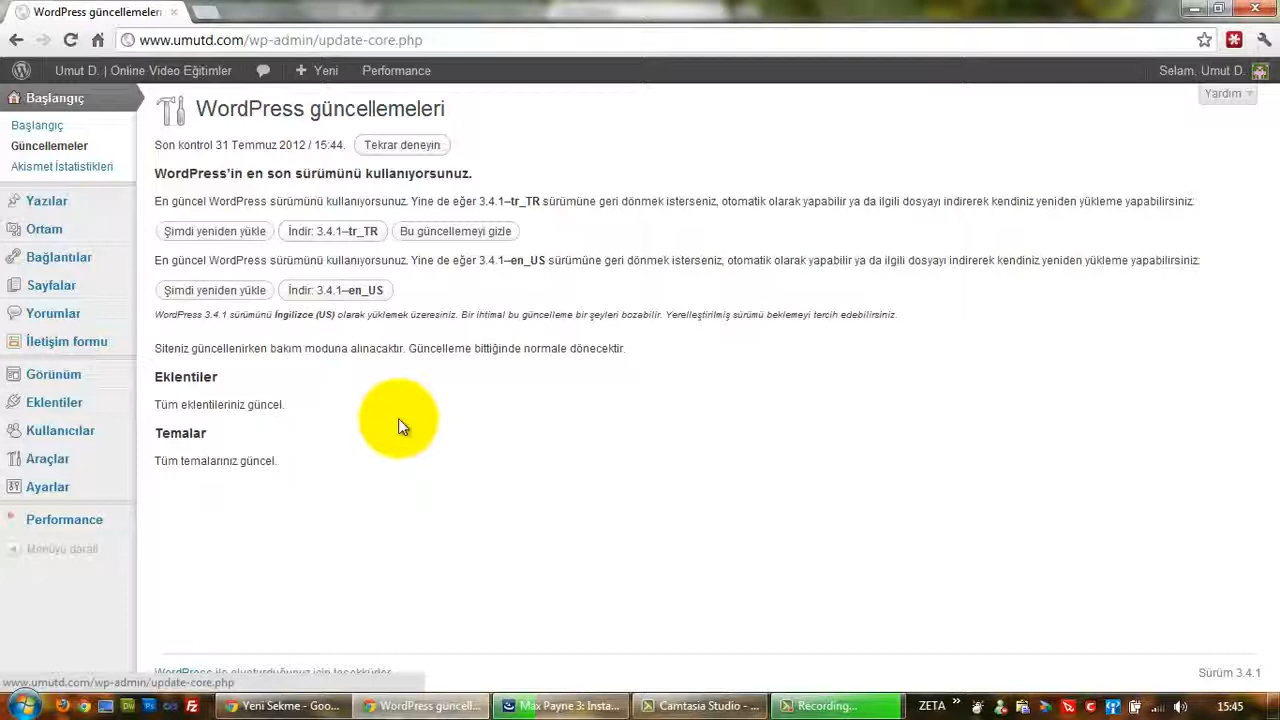 WordPress güncellemeleri
www.umutd.com/wp-admin/update-core.php
Umut D. | Online Video Eğitimler
Yeni
Performance
Selam, Umut D.
Başlangıç
Başlangıç
Güncellemeler
Akismet İstatistikleri
Yazılar
Ortam
Bağlantılar
Sayfalar
Yorumlar
İletişim formu
Görünüm
Eklentiler
Kullanıcılar
Araçlar
Ayarlar
Performance
Menüyü daralt
Yardım
WordPress güncellemeleri
Son kontrol 31 Temmuz 2012 / 15:44. Tekrar deneyin
WordPress'in en son sürümünü kullanıyorsunuz.
En güncel WordPress sürümünü kullanıyorsunuz. Yine de eğer 3.4.1–tr_TR sürümüne geri dönmek isterseniz, otomatik olarak yapabilir ya da ilgili dosyayı indirerek kendiniz yeniden yükleme yapabilirsiniz:
Şimdi yeniden yükle İndir: 3.4.1–tr_TR Bu güncellemeyi gizle
En güncel WordPress sürümünü kullanıyorsunuz. Yine de eğer 3.4.1–en_US sürümüne geri dönmek isterseniz, otomatik olarak yapabilir ya da ilgili dosyayı indirerek kendiniz yeniden yükleme yapabilirsiniz:
Şimdi yeniden yükle İndir: 3.4.1–en_US
WordPress 3.4.1 sürümünü İngilizce (US) olarak yüklemek üzeresiniz. Bir ihtimal bu güncelleme bir şeyleri bozabilir. Yerelleştirilmiş sürümü beklemeyi tercih edebilirsiniz.
Siteniz güncellenirken bakım moduna alınacaktır. Güncelleme bittiğinde normale dönecektir.
Eklentiler
Tüm eklentileriniz güncel.
Temalar
Tüm temalarınız güncel.
WordPress ile oluşturduğunuz için teşekkürler
Sürüm 3.4.1
www.umutd.com/wp-admin/update-core.php
Yeni Sekme - Goo...
WordPress güncell...
Max Payne 3: Insta...
Camtasia Studio - ...
Recording...
ZETA
15:45